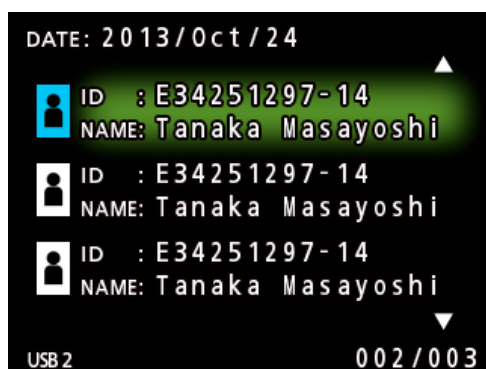 DATE: 2013/Oct/24
ID : E34251297-14
NAME: Tanaka Masayoshi
ID : E34251297-14
NAME: Tanaka Masayoshi
ID : E34251297-14
NAME: Tanaka Masayoshi
USB 2 002/003